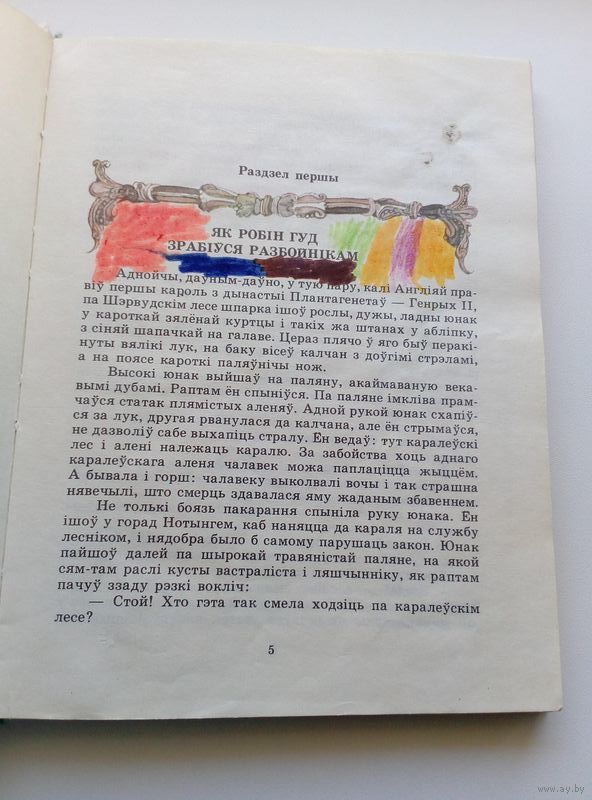 Раздзел першы
ЯК РОБІН ГУД
ЗРАБІЎСЯ РАЗБОЙНІКАМ
Аднойчы, даўным-даўно, у тую пару, калі Англіяй пра-
віў першы кароль з дынастыі Плантагенетаў — Генрых II,
па Шэрвудскім лесе шпарка ішоў рослы, дужы, ладны юнак
у кароткай зялёнай куртцы і такіх жа штанах у абліпку,
з сіняй шапачкай на галаве. Цераз плячо ў яго быў перакі-
нуты вялікі лук, на баку вісеў калчан з доўгімі стрэламі,
а на поясе кароткі паляўнічы нож.
Высокі юнак выйшаў на паляну, акаймаваную века-
вымі дубамі. Раптам ён спыніўся. Па паляне імкліва прам-
чаўся статак плямістых аленяў. Адной рукой юнак схапіў-
ся за лук, другая рванулася да калчана, але ён стрымаўся,
не дазволіў сабе выхапіць стралу. Ён ведаў: тут каралеўскі
лес і алені належаць каралю. За забойства хоць аднаго
каралеўскага аленя чалавек можа паплаціцца жыццём.
А бывала і горш: чалавеку выколвалі вочы і так страшна
нявечылі, што смерць здавалася яму жаданым збавеннем.
Не толькі боязь пакарання спыніла руку юнака. Ён
ішоў у горад Нотынгем, каб наняцца да караля на службу
лесніком, і нядобра было б самому парушаць закон. Юнак
пайшоў далей па шырокай травяністай паляне, на якой
сям-там раслі кусты вастраліста і ляшчынніку, як раптам
пачуў ззаду рэзкі вокліч:
— Стой! Хто гэта так смела ходзіць па каралеўскім
лесе?
5
www.ay.by